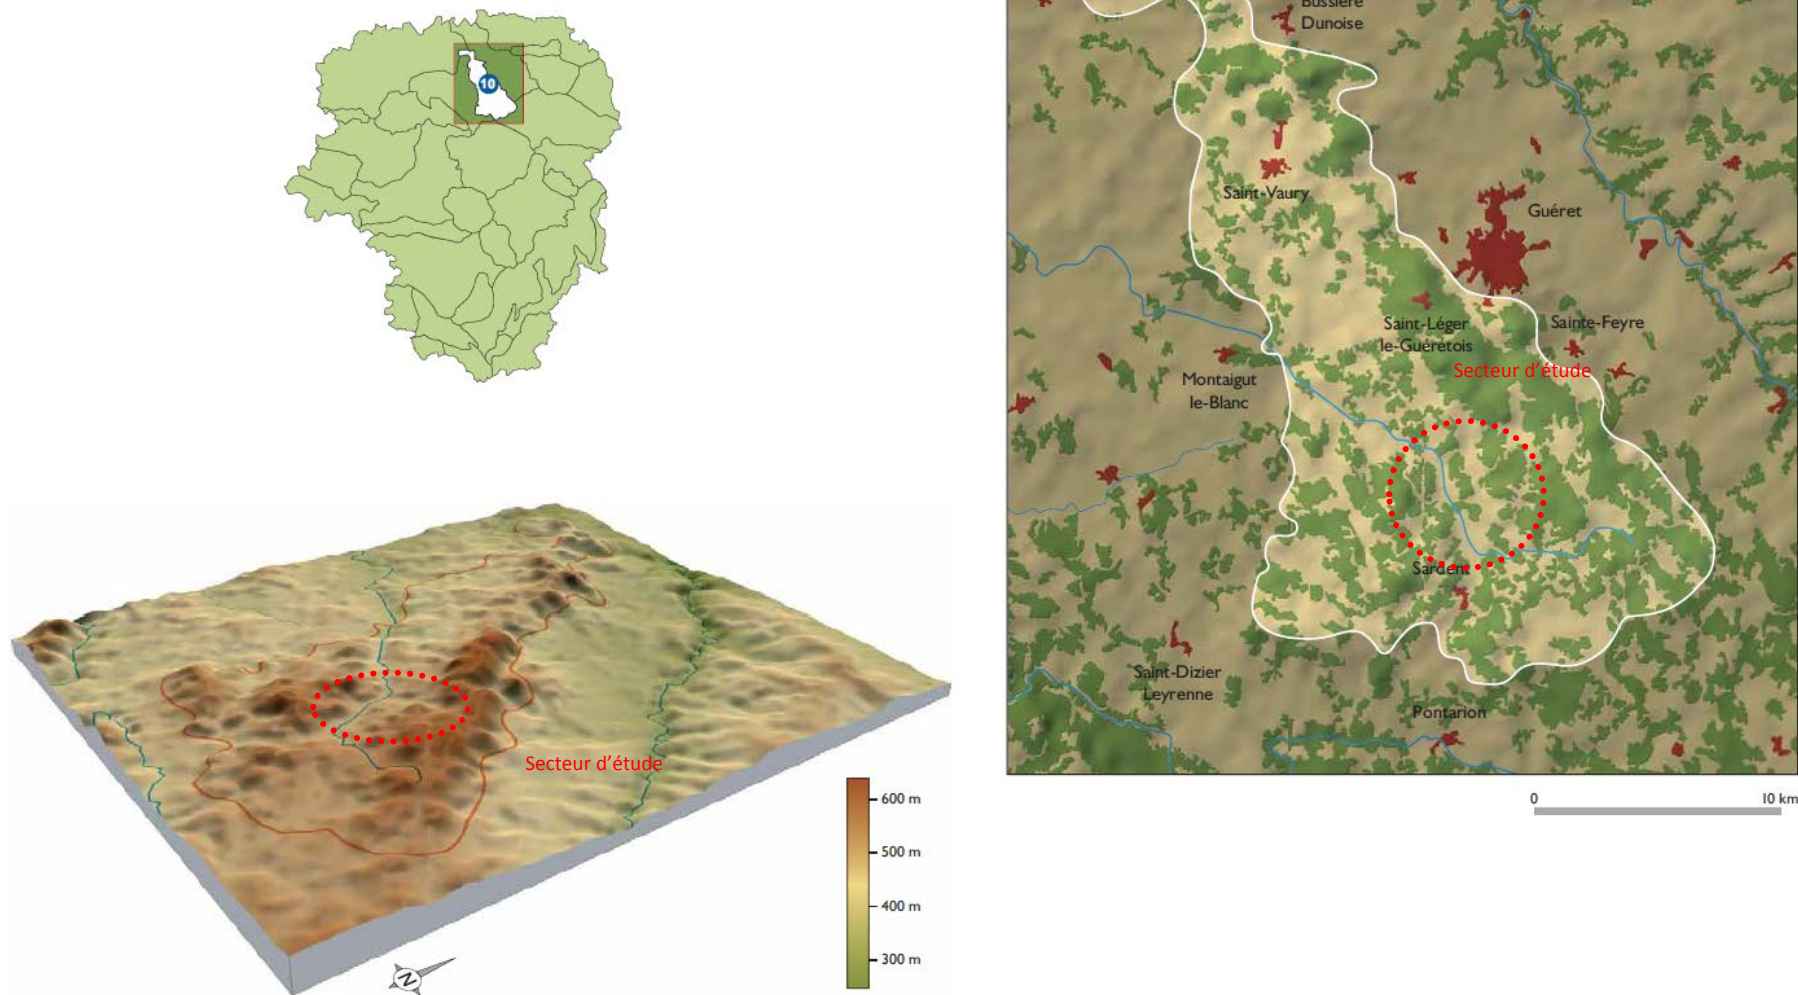 10
Bussière
Dunoise
Saint-Vaury
Guéret
Saint-Léger
le-Guéretois
Sainte-Feyre
Secteur d'étude
Montaigut
le-Blanc
Sardent
Saint-Dizier
Leyrenne
Pontarion
0 10 km
Secteur d'étude
600 m
500 m
400 m
300 m
N